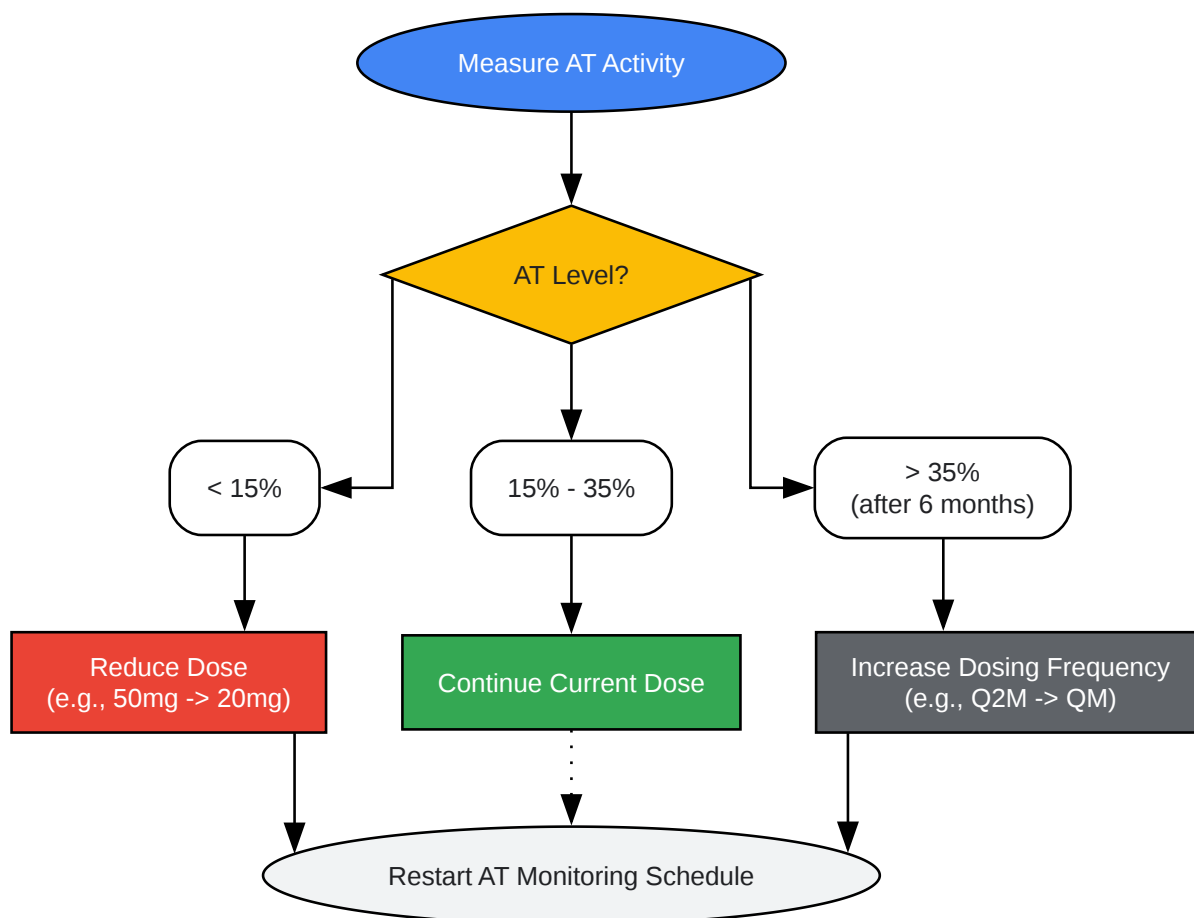 Measure AT Activity
AT Level?
< 15%
15% - 35%
> 35%
(after 6 months)
Reduce Dose
(e.g., 50mg -> 20mg)
Continue Current Dose
Increase Dosing Frequency
(e.g., Q2M -> QM)
Restart AT Monitoring Schedule